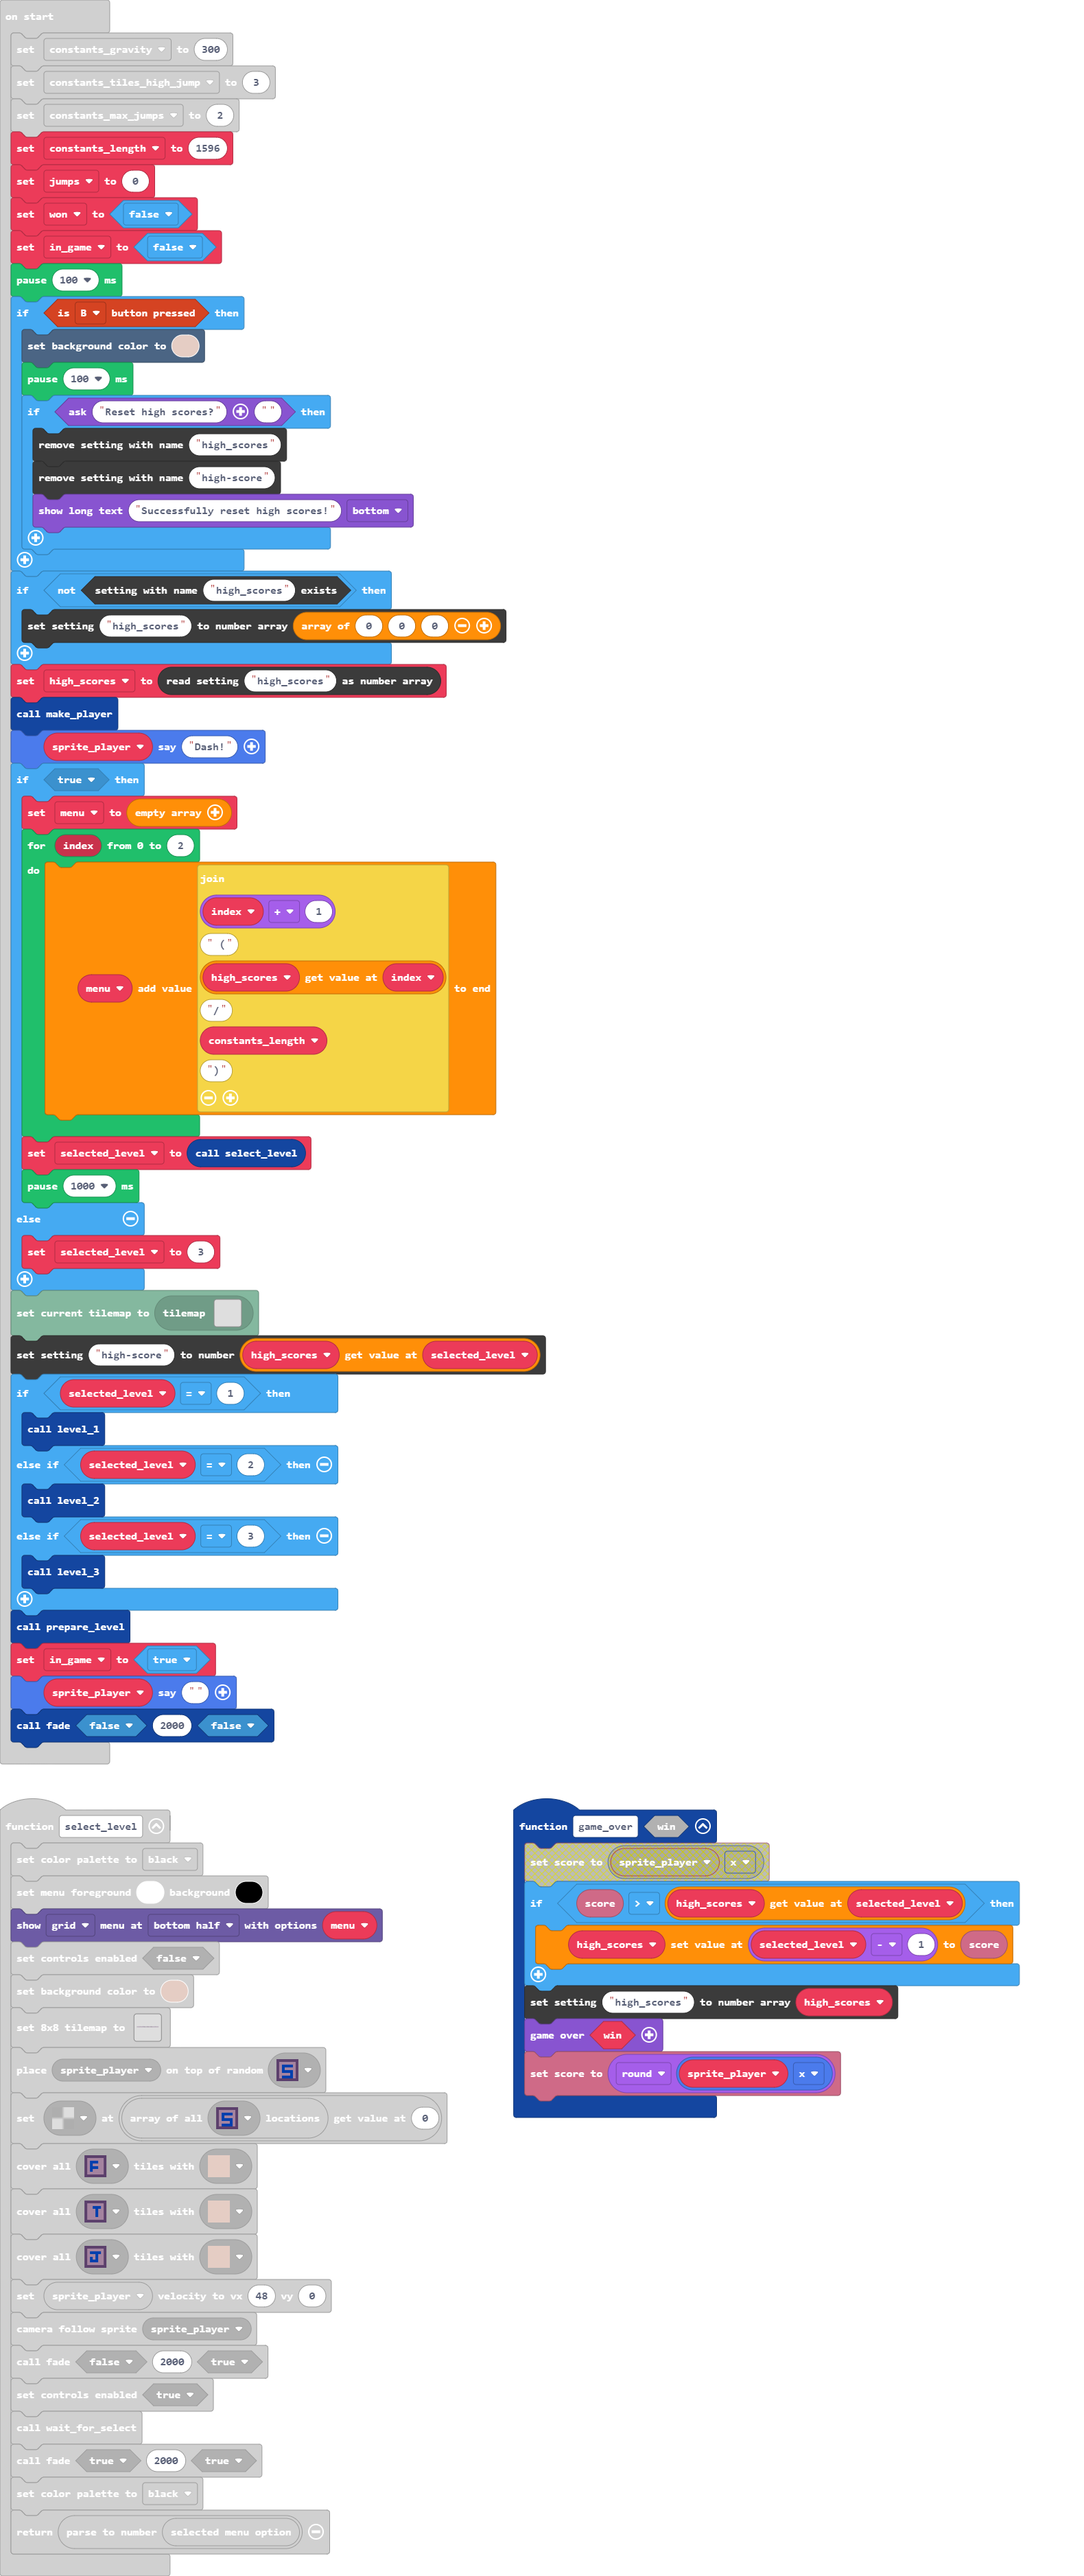 on start
set constants_gravity to 300
set constants_tiles_high_jump to 3
set constants_max_jumps to 2
set constants_length to 1596
set jumps to 0
set won to false
set in_game to false
pause 100 ms
if is B button pressed then
set background color to
pause 100 ms
if ask "Reset high scores?" "" then
remove setting with name "high_scores"
remove setting with name "high-score"
show long text "Successfully reset high scores!" bottom
if not setting with name "high_scores" exists then
set setting "high_scores" to number array array of 0 0 0
set high_scores to read setting "high_scores" as number array
call make_player
sprite_player say "Dash!"
if true then
set menu to empty array
for index from 0 to 2
do
join
index + 1
" ("
high_scores get value at index
menu add value to end
"/"
constants_length
")"
set selected_level to call select_level
pause 1000 ms
else
set selected_level to 3
set current tilemap to tilemap
set setting "high-score" to number high_scores get value at selected_level
if selected_level = 1 then
call level_1
else if selected_level = 2 then
call level_2
else if selected_level = 3 then
call level_3
call prepare_level
set in_game to true
sprite_player say " "
call fade false 2000 false
function select_level
set color palette to black
set menu foreground background
show grid menu at bottom half with options menu
set controls enabled false
set background color to
set 8x8 tilemap to
place sprite_player on top of random S
set at array of all S locations get value at 0
cover all F tiles with
cover all T tiles with
cover all J tiles with
set sprite_player velocity to vx 48 vy 0
camera follow sprite sprite_player
call fade false 2000 true
set controls enabled true
call wait_for_select
call fade true 2000 true
set color palette to black
return parse to number selected menu option
function game_over win
set score to sprite_player x
if score > high_scores get value at selected_level then
high_scores set value at selected_level - 1 to score
set setting "high_scores" to number array high_scores
game over win
set score to round sprite_player x